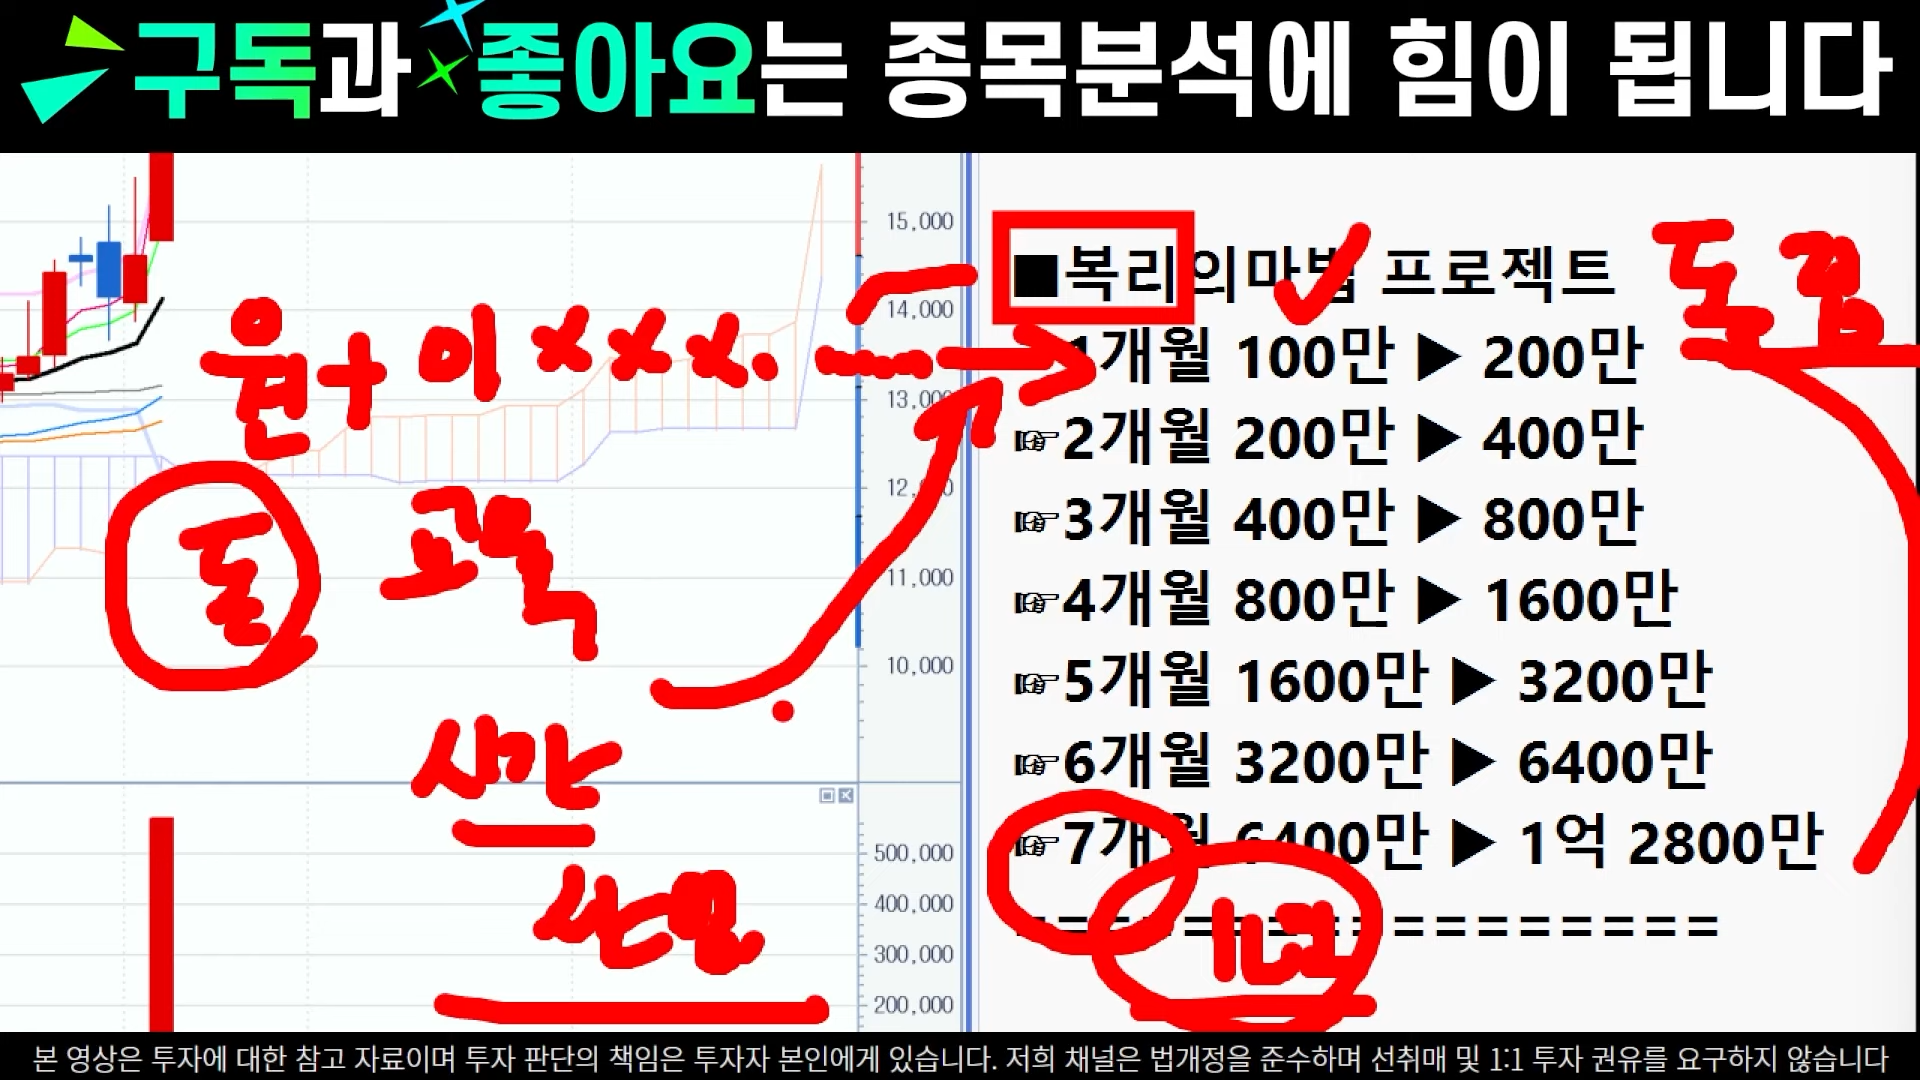 구독과 좋아요는 종목분석에 힘이 됩니다
■복리의마법 프로젝트
1개월 100만 ▶ 200만
☞2개월 200만 ▶ 400만
☞3개월 400만 ▶ 800만
☞4개월 800만 ▶ 1600만
☞5개월 1600만 ▶ 3200만
☞6개월 3200만 ▶ 6400만
☞7개월 6400만 ▶ 1억 2800만
=================
1년
원+이 x x x.
돈
시간
15,000
14,000
13,000
12,000
11,000
10,000
500,000
400,000
300,000
200,000
본 영상은 투자에 대한 참고 자료이며 투자 판단의 책임은 투자자 본인에게 있습니다. 저희 채널은 법개정을 준수하며 선취매 및 1:1 투자 권유를 요구하지 않습니다